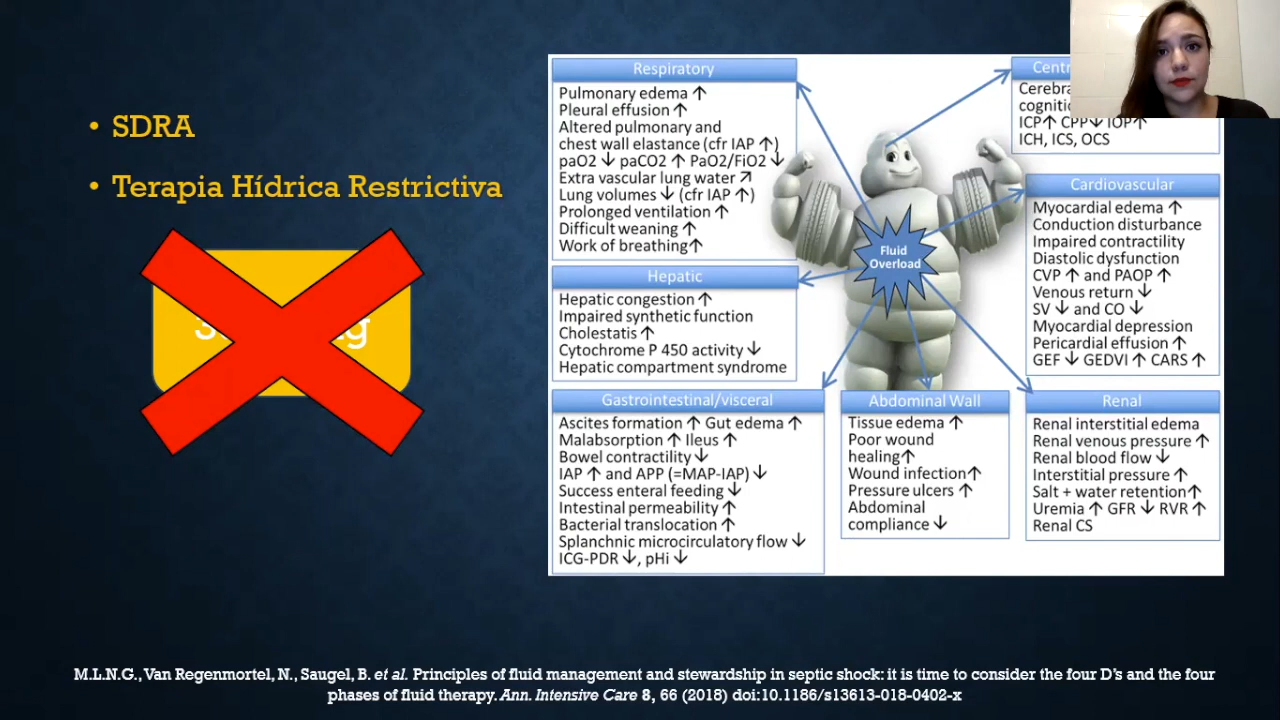 • SDRA
• Terapia Hídrica Restrictiva
Respiratory
Pulmonary edema ↑
Pleural effusion ↑
Altered pulmonary and
chest wall elastance (cfr IAP ↑)
paO2 ↓ paCO2 ↑ PaO2/FiO2 ↓
Extra vascular lung water ↗
Lung volumes ↓ (cfr IAP ↑)
Prolonged ventilation ↑
Difficult weaning ↑
Work of breathing↑
Hepatic
Hepatic congestion ↑
Impaired synthetic function
Cholestatis ↑
Cytochrome P 450 activity ↓
Hepatic compartment syndrome
Gastrointestinal/visceral
Ascites formation ↑ Gut edema ↑
Malabsorption ↑ Ileus ↑
Bowel contractility ↓
IAP ↑ and APP (=MAP-IAP) ↓
Success enteral feeding ↓
Intestinal permeability ↑
Bacterial translocation ↑
Splanchnic microcirculatory flow ↓
ICG-PDR ↓, pHi ↓
Fluid
Overload
Abdominal Wall
Tissue edema ↑
Poor wound
healing↑
Wound infection↑
Pressure ulcers ↑
Abdominal
compliance ↓
ICP↑ CPP↓ IOP↑
ICH, ICS, OCS
Cardiovascular
Myocardial edema ↑
Conduction disturbance
Impaired contractility
Diastolic dysfunction
CVP ↑ and PAOP ↑
Venous return ↓
SV ↓ and CO ↓
Myocardial depression
Pericardial effusion ↑
GEF ↓ GEDVI ↑ CARS ↑
Renal
Renal interstitial edema
Renal venous pressure ↑
Renal blood flow ↓
Interstitial pressure ↑
Salt + water retention↑
Uremia ↑ GFR ↓ RVR ↑
Renal CS
M.L.N.G., Van Regenmortel, N., Saugel, B. et al. Principles of fluid management and stewardship in septic shock: it is time to consider the four D's and the four
phases of fluid therapy. Ann. Intensive Care 8, 66 (2018) doi:10.1186/s13613-018-0402-x